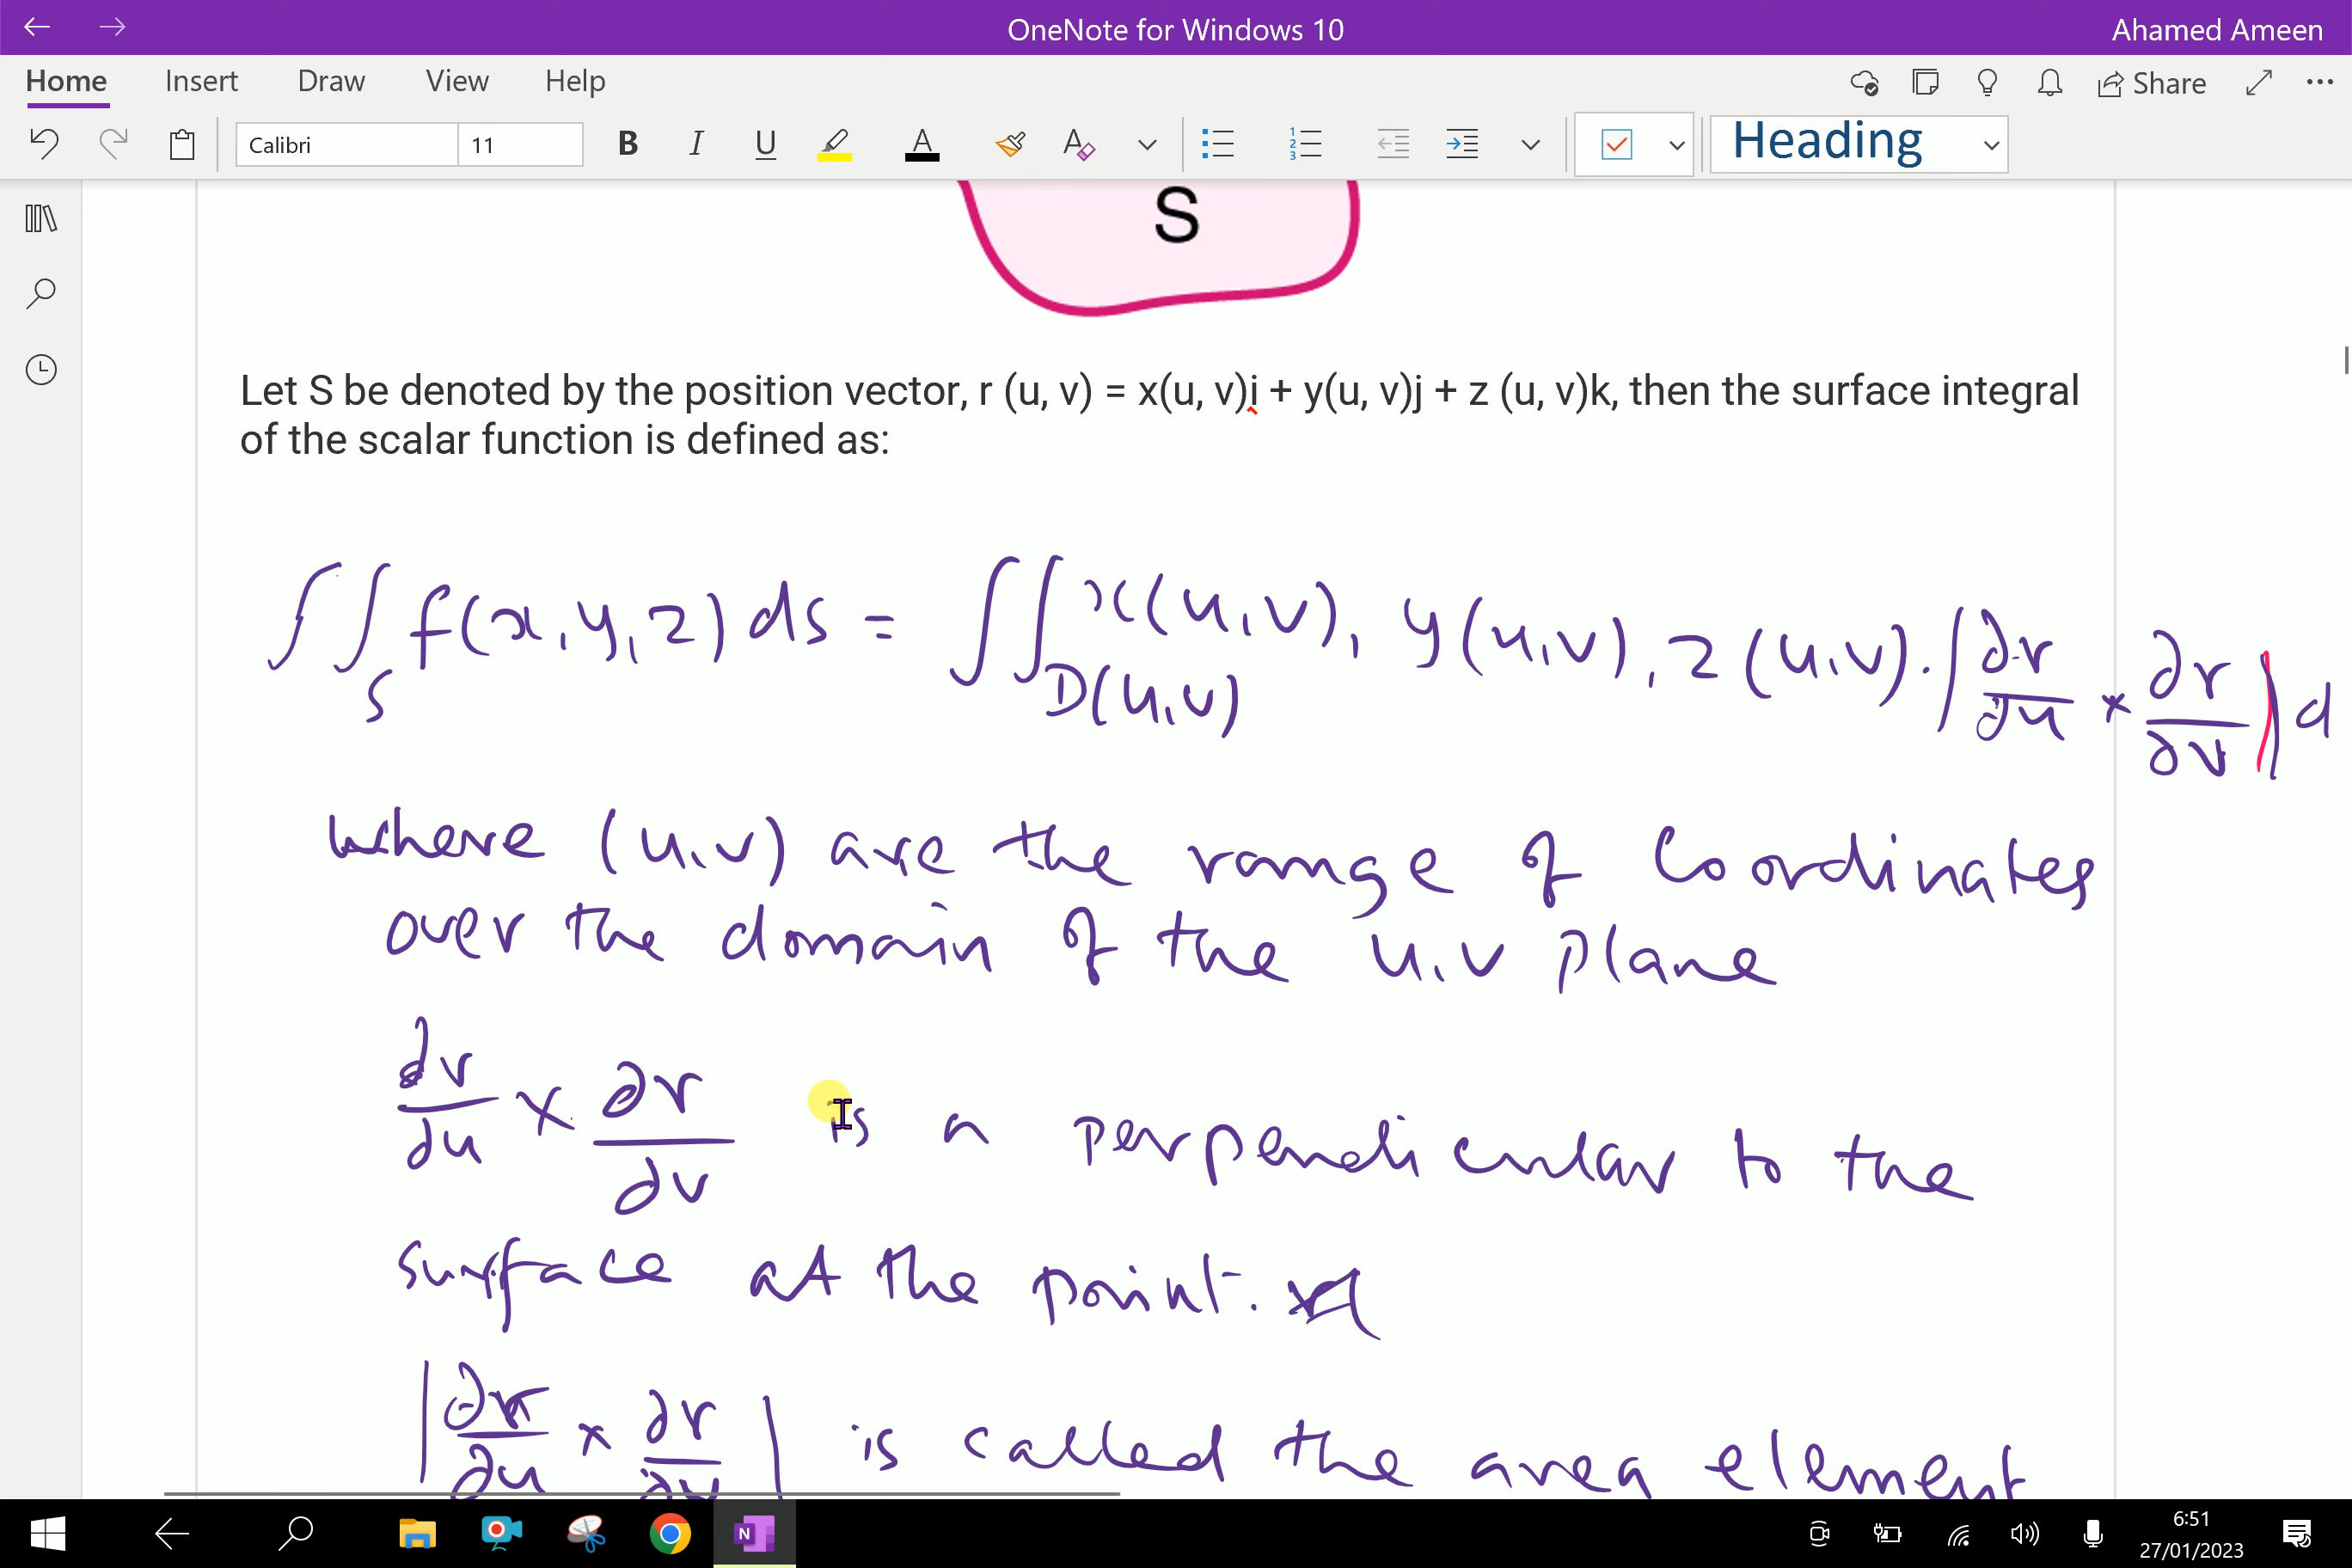 OneNote for Windows 10
Ahamed Ameen
Home Insert Draw View Help
Share
Calibri 11 B I U A A Heading
S
Let S be denoted by the position vector, r (u, v) = x(u, v)i + y(u, v)j + z (u, v)k, then the surface integral
of the scalar function is defined as:
∫∫_S f(x,y,z) ds = ∫∫_D(u,v) x(u,v), y(u,v), z(u,v). |∂r/∂u × ∂r/∂v| d
where (u,v) are the range of coordinates
over the domain of the u,v plane
∂r/∂u × ∂r/∂v is a perpendicular to the
surface at the point.
|∂r/∂u × ∂r/∂v| is called the area element
N
6:51
27/01/2023